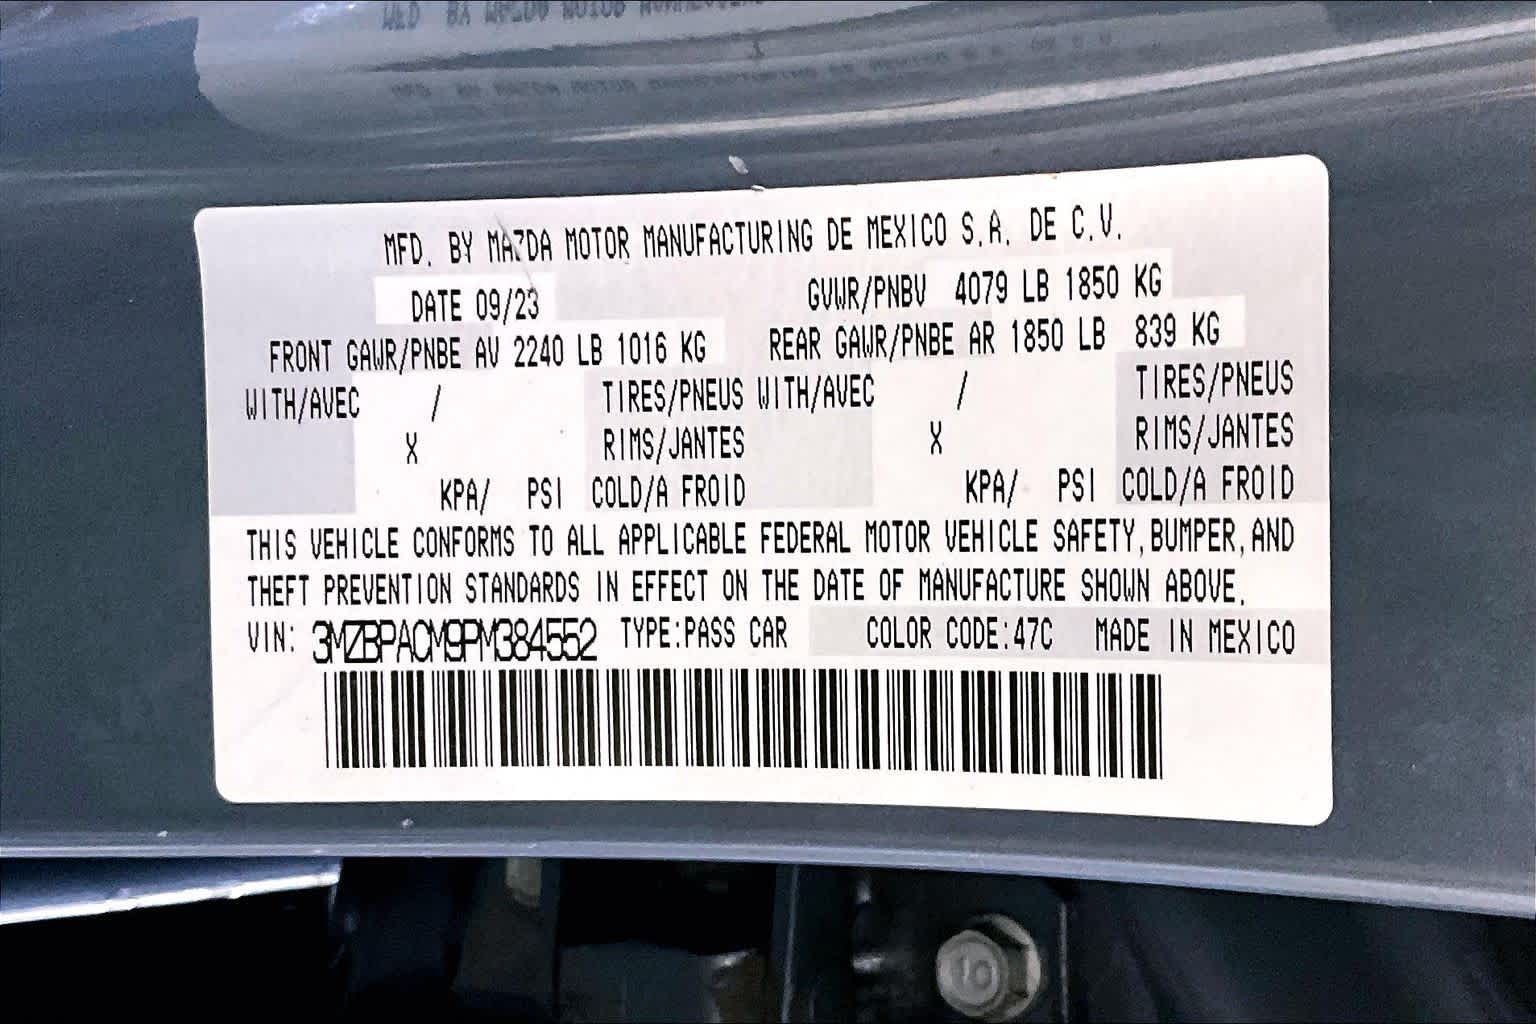 MFD. BY MAZDA MOTOR MANUFACTURING DE MEXICO S.A. DE C.V.
DATE 09/23 GVWR/PNBV 4079 LB 1850 KG
FRONT GAWR/PNBE AV 2240 LB 1016 KG REAR GAWR/PNBE AR 1850 LB 839 KG
WITH/AVEC / TIRES/PNEUS WITH/AVEC / TIRES/PNEUS
X RIMS/JANTES X RIMS/JANTES
KPA/ PSI COLD/A FROID KPA/ PSI COLD/A FROID
THIS VEHICLE CONFORMS TO ALL APPLICABLE FEDERAL MOTOR VEHICLE SAFETY, BUMPER, AND
THEFT PREVENTION STANDARDS IN EFFECT ON THE DATE OF MANUFACTURE SHOWN ABOVE.
VIN: 3MZBPACM9PM384552 TYPE:PASS CAR COLOR CODE:47C MADE IN MEXICO
10